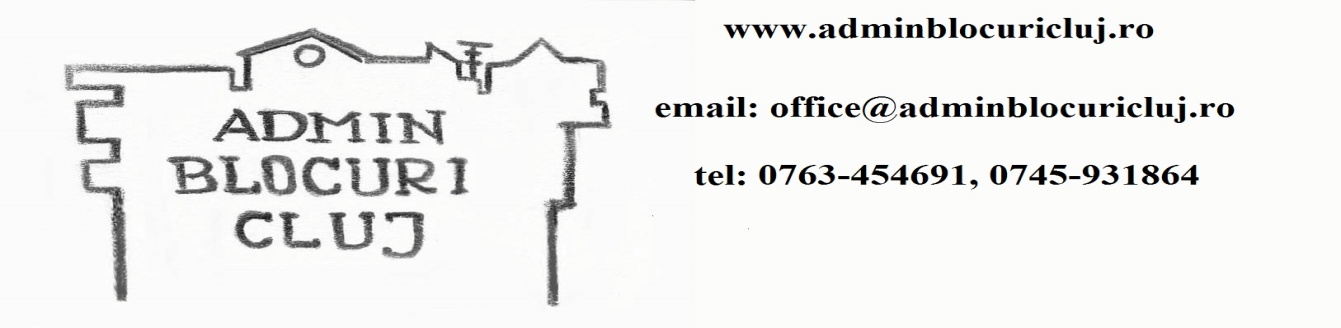 ADMIN
BLOCURI
CLUJ
www.adminblocuricluj.ro
email: office@adminblocuricluj.ro
tel: 0763-454691, 0745-931864